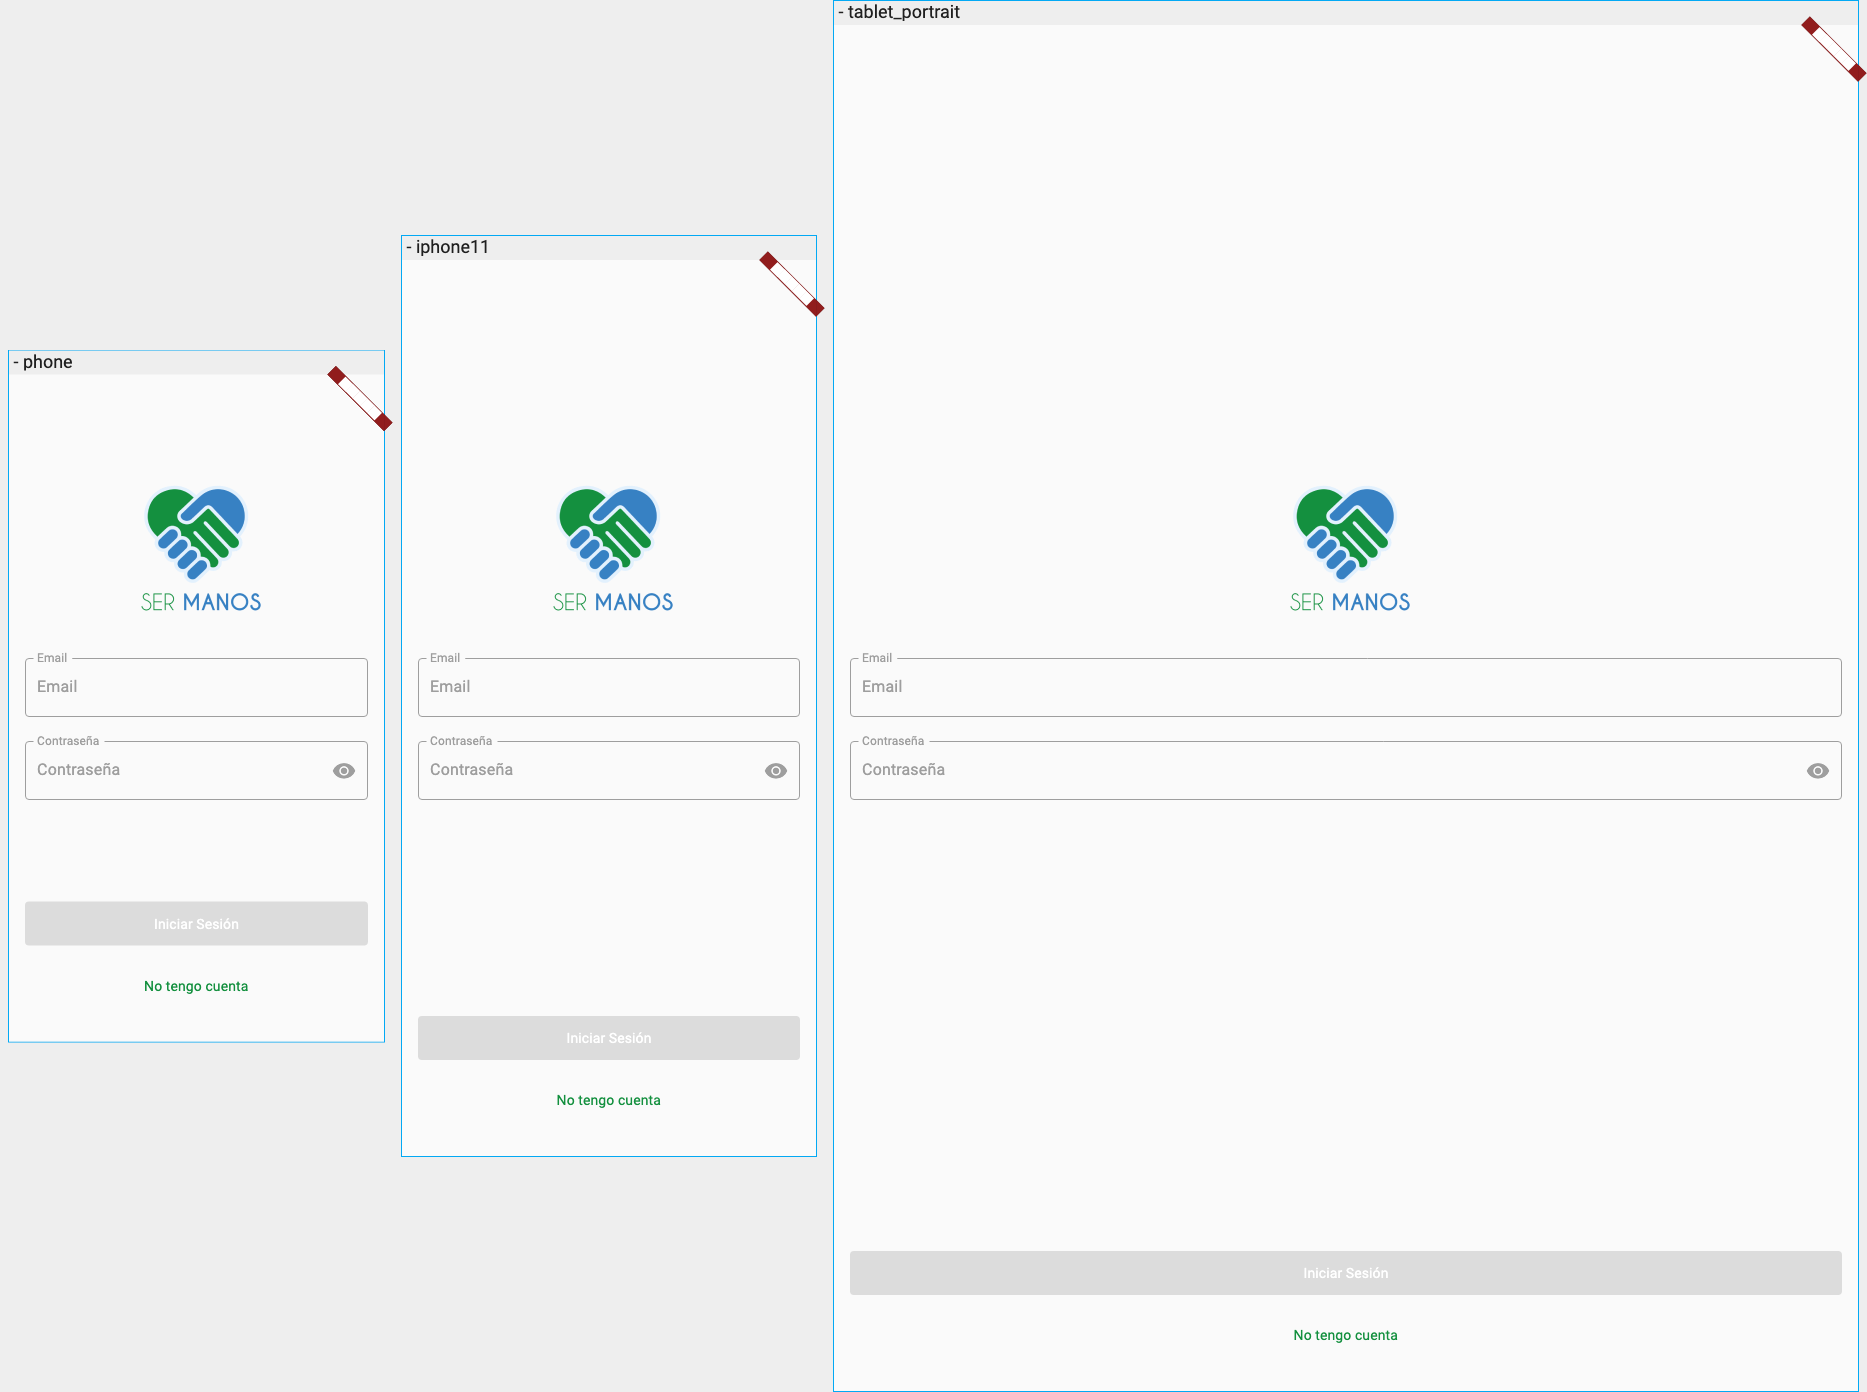 - phone
SER MANOS
Email
Email
Contraseña
Contraseña
Iniciar Sesión
No tengo cuenta
- iphone11
SER MANOS
Email
Email
Contraseña
Contraseña
Iniciar Sesión
No tengo cuenta
- tablet_portrait
SER MANOS
Email
Email
Contraseña
Contraseña
Iniciar Sesión
No tengo cuenta